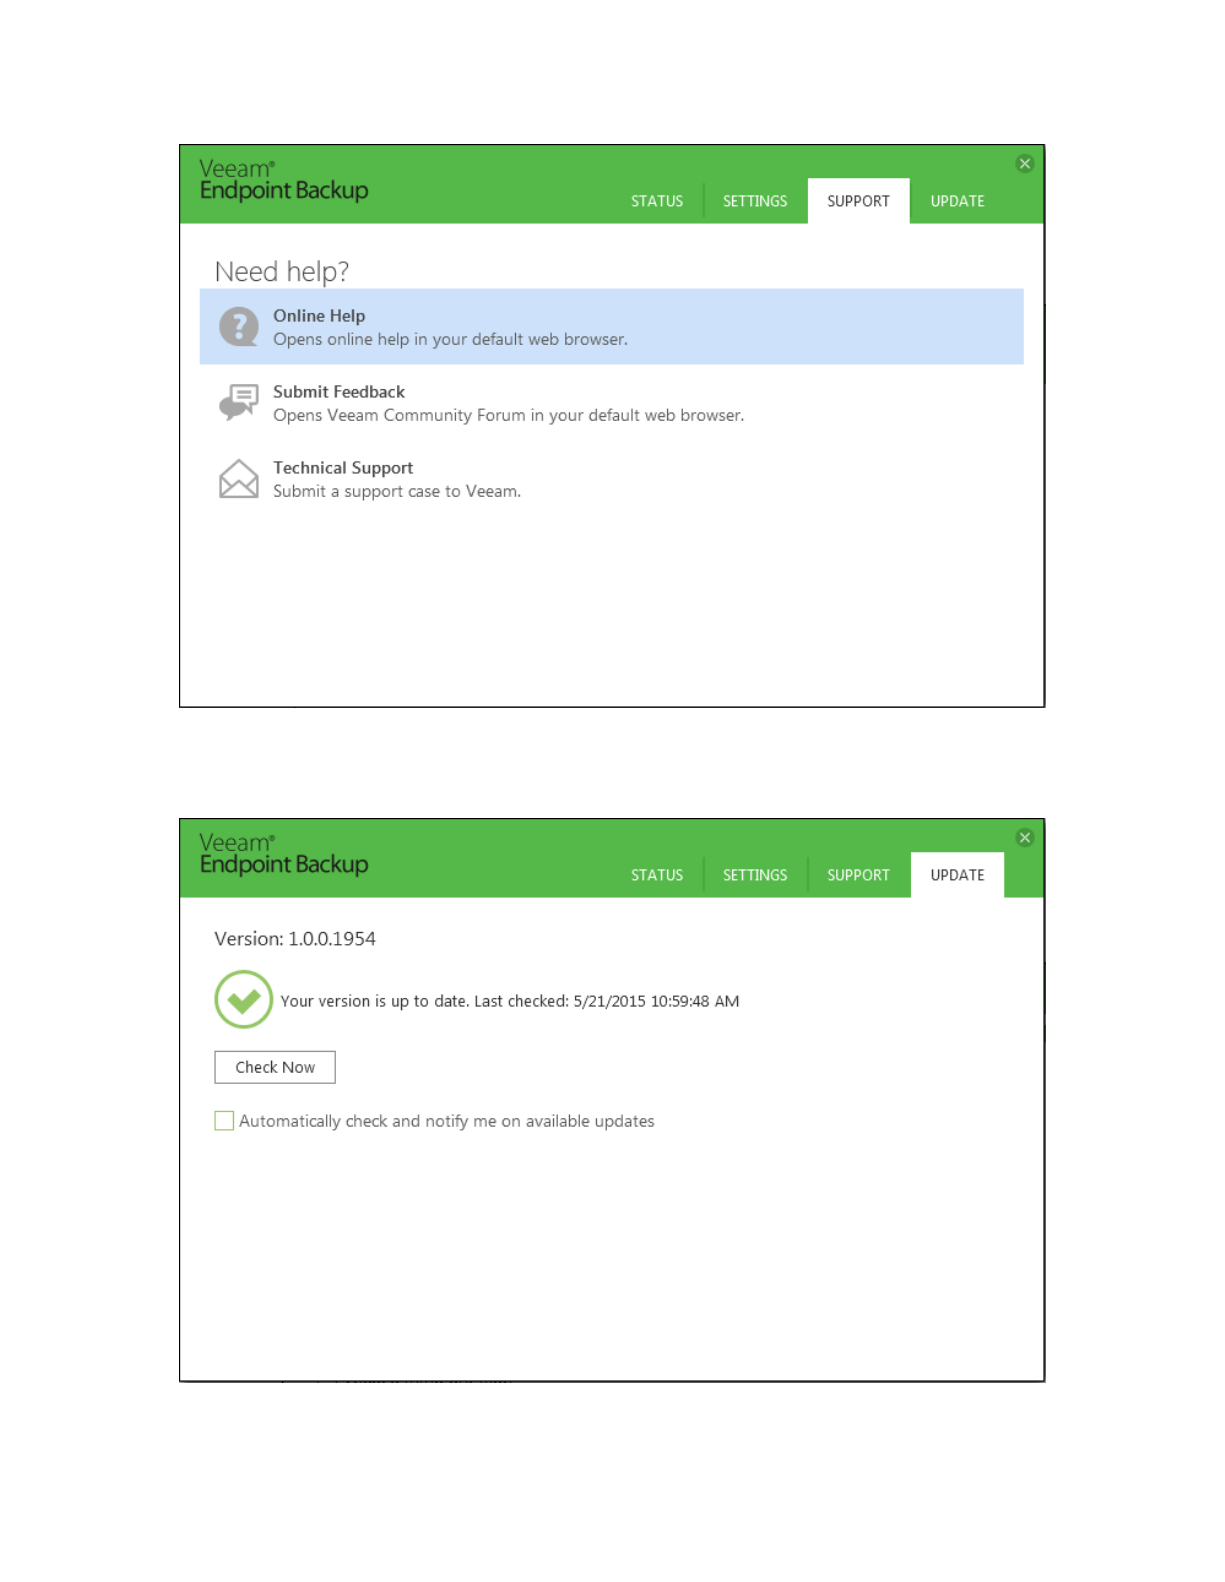 Veeam®
Endpoint Backup
STATUS SETTINGS SUPPORT UPDATE
Need help?
Online Help
Opens online help in your default web browser.
Submit Feedback
Opens Veeam Community Forum in your default web browser.
Technical Support
Submit a support case to Veeam.
Veeam®
Endpoint Backup
STATUS SETTINGS SUPPORT UPDATE
Version: 1.0.0.1954
Your version is up to date. Last checked: 5/21/2015 10:59:48 AM
Check Now
Automatically check and notify me on available updates